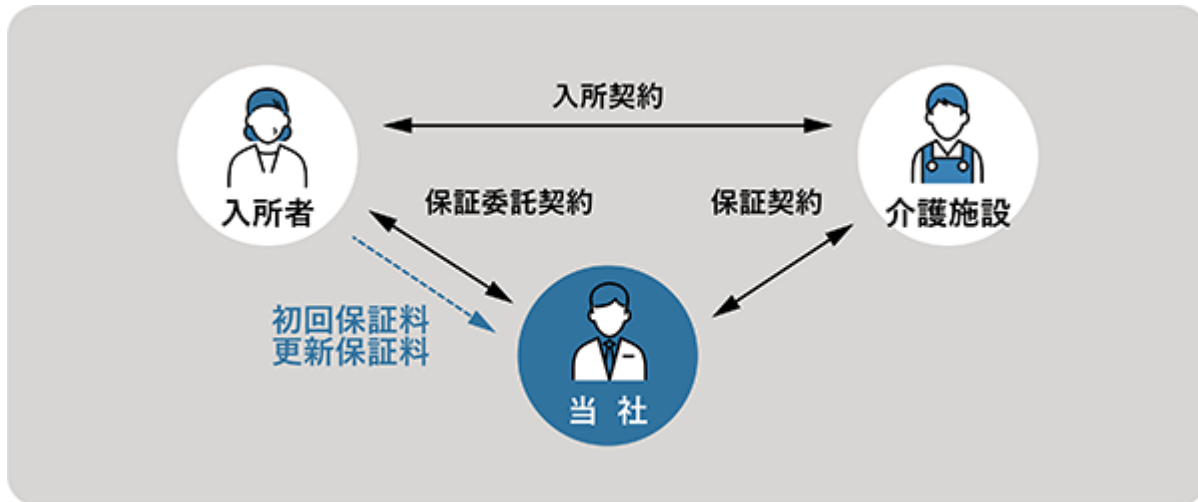 入所契約
入所者
介護施設
保証委託契約
保証契約
初回保証料
更新保証料
当 社